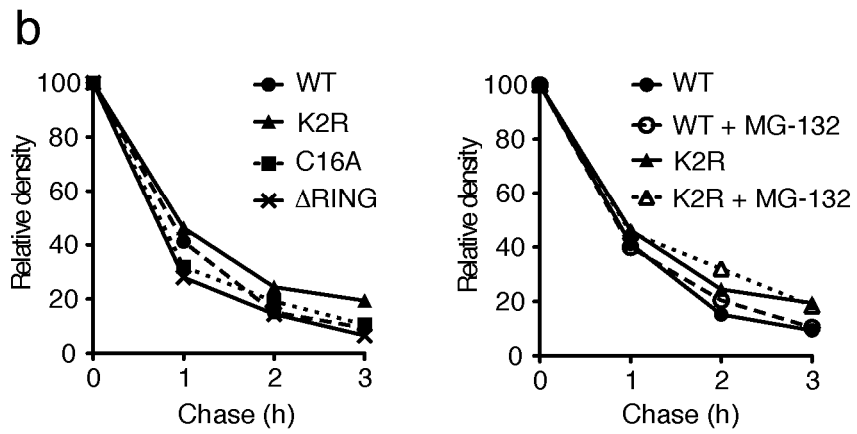 b
100
80
60
40
20
0
Relative density
0 1 2 3
Chase (h)
WT
K2R
C16A
ΔRING
100
80
60
40
20
0
Relative density
0 1 2 3
Chase (h)
WT
WT + MG-132
K2R
K2R + MG-132